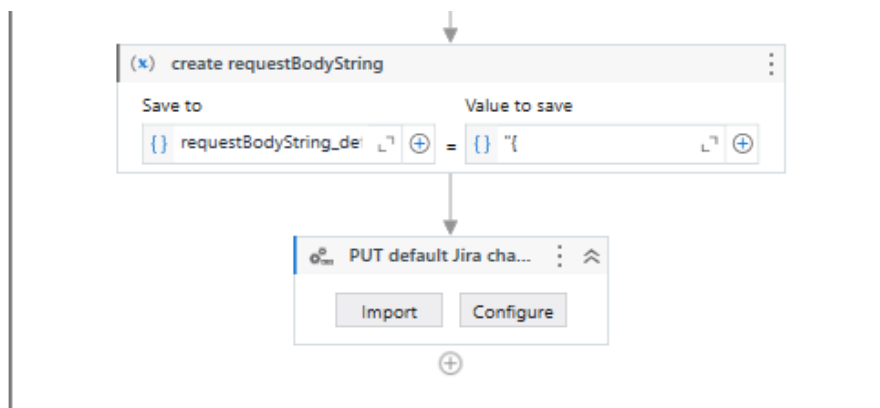 (x) create requestBodyString
Save to
Value to save
{} requestBodyString_de
= {} "{
PUT default Jira cha...
Import
Configure